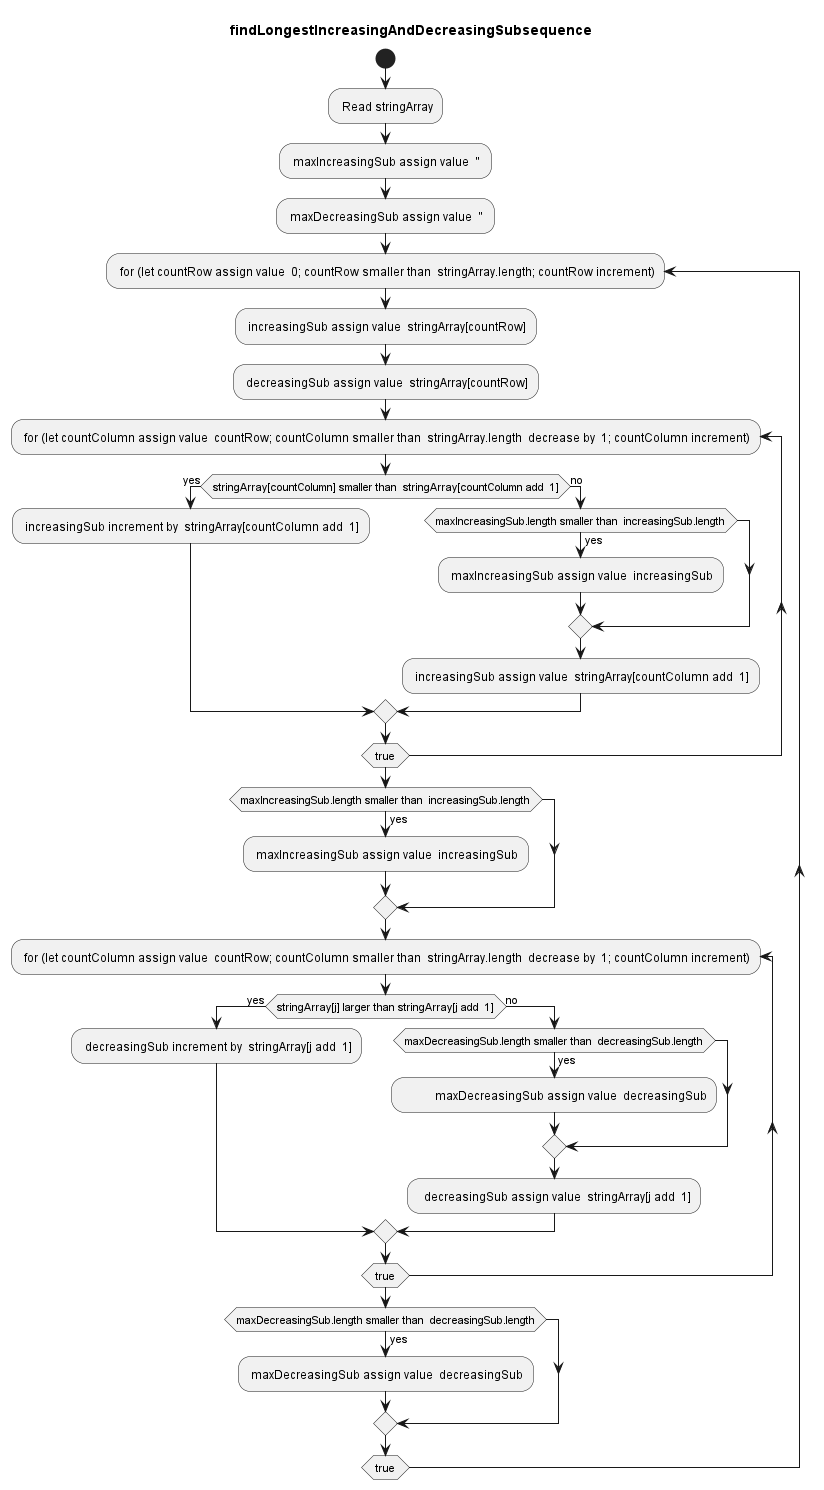 findLongestIncreasingAndDecreasingSubsequence
Read stringArray
maxIncreasingSub assign value  "
maxDecreasingSub assign value  "
for (let countRow assign value  0; countRow smaller than  stringArray.length; countRow increment)
increasingSub assign value  stringArray[countRow]
decreasingSub assign value  stringArray[countRow]
for (let countColumn assign value  countRow; countColumn smaller than  stringArray.length  decrease by  1; countColumn increment)
yes
stringArray[countColumn] smaller than  stringArray[countColumn add  1]
no
increasingSub increment by  stringArray[countColumn add  1]
maxIncreasingSub.length smaller than  increasingSub.length
yes
maxIncreasingSub assign value  increasingSub
increasingSub assign value  stringArray[countColumn add  1]
true
maxIncreasingSub.length smaller than  increasingSub.length
yes
maxIncreasingSub assign value  increasingSub
for (let countColumn assign value  countRow; countColumn smaller than  stringArray.length  decrease by  1; countColumn increment)
yes
stringArray[j] larger than stringArray[j add  1]
no
decreasingSub increment by  stringArray[j add  1]
maxDecreasingSub.length smaller than  decreasingSub.length
yes
maxDecreasingSub assign value  decreasingSub
decreasingSub assign value  stringArray[j add  1]
true
maxDecreasingSub.length smaller than  decreasingSub.length
yes
maxDecreasingSub assign value  decreasingSub
true